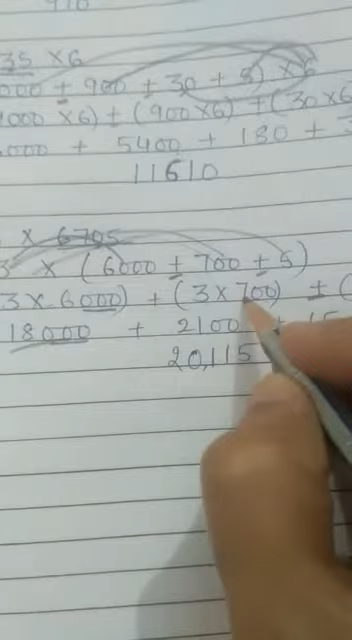 35 × 6
000 + 900 + 30 + 5) × 6
000 × 6) + (900 × 6) + (30 × 6
000 + 5400 + 180 +
11610
× 6705
3 × (6000 + 700 + 5)
3 × 6000) + (3 × 700) + (
18000 + 2100 + 15
20,115